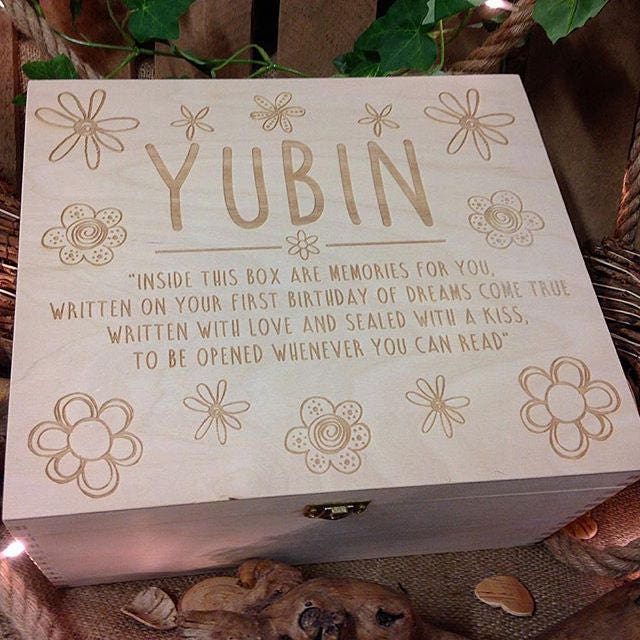 YUBIN
"INSIDE THIS BOX ARE MEMORIES FOR YOU,
WRITTEN ON YOUR FIRST BIRTHDAY OF DREAMS COME TRUE
WRITTEN WITH LOVE AND SEALED WITH A KISS,
TO BE OPENED WHENEVER YOU CAN READ"